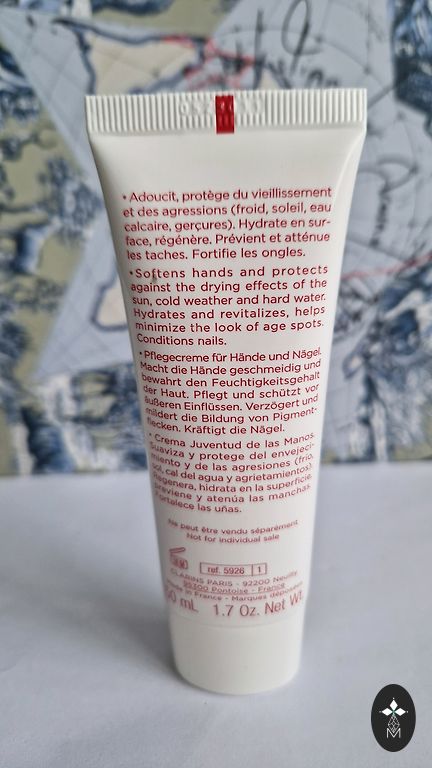 • Adoucit, protège du vieillissement
et des agressions (froid, soleil, eau
calcaire, gerçures). Hydrate en sur-
face, régénère. Prévient et atténue
les taches. Fortifie les ongles.
• Softens hands and protects
against the drying effects of the
sun, cold weather and hard water.
Hydrates and revitalizes, helps
minimize the look of age spots.
Conditions nails.
• Pflegecreme für Hände und Nägel.
Macht die Hände geschmeidig und
bewahrt den Feuchtigkeitsgehalt
der Haut. Pflegt und schützt vor
äußeren Einflüssen. Verzögert und
mildert die Bildung von Pigment-
flecken. Kräftigt die Nägel.
• Crema Juventud de las Manos.
suaviza y protege del envejeci-
miento y de las agresiones (frio,
sol, cal del agua y agrietamientos).
Regenera, hidrata en la superficie,
previene y atenúa las manchas.
Fortalece las uñas.
Ne peut être vendu séparément
Not for individual sale
ref. 5926 1
CLARINS PARIS - 92200 Neuilly
95300 Pontoise - France
Made in France - Marques déposées
50 mL 1.7 Oz. Net Wt.
M